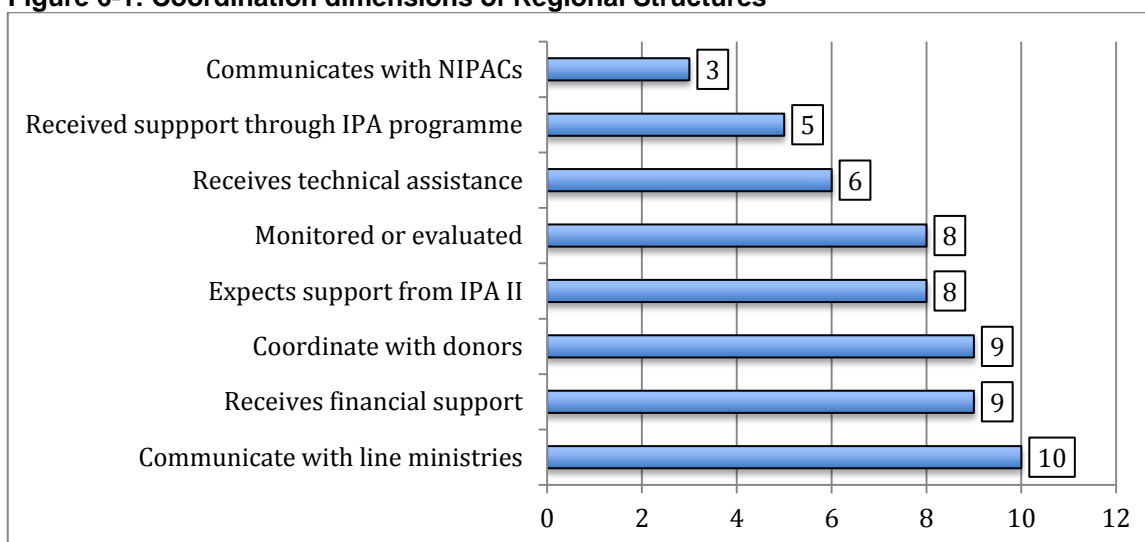 Figure 6-1: Coordination dimensions of Regional Structures
Communicates with NIPACs 3
Received suppport through IPA programme 5
Receives technical assistance 6
Monitored or evaluated 8
Expects support from IPA II 8
Coordinate with donors 9
Receives financial support 9
Communicate with line ministries 10
0 2 4 6 8 10 12